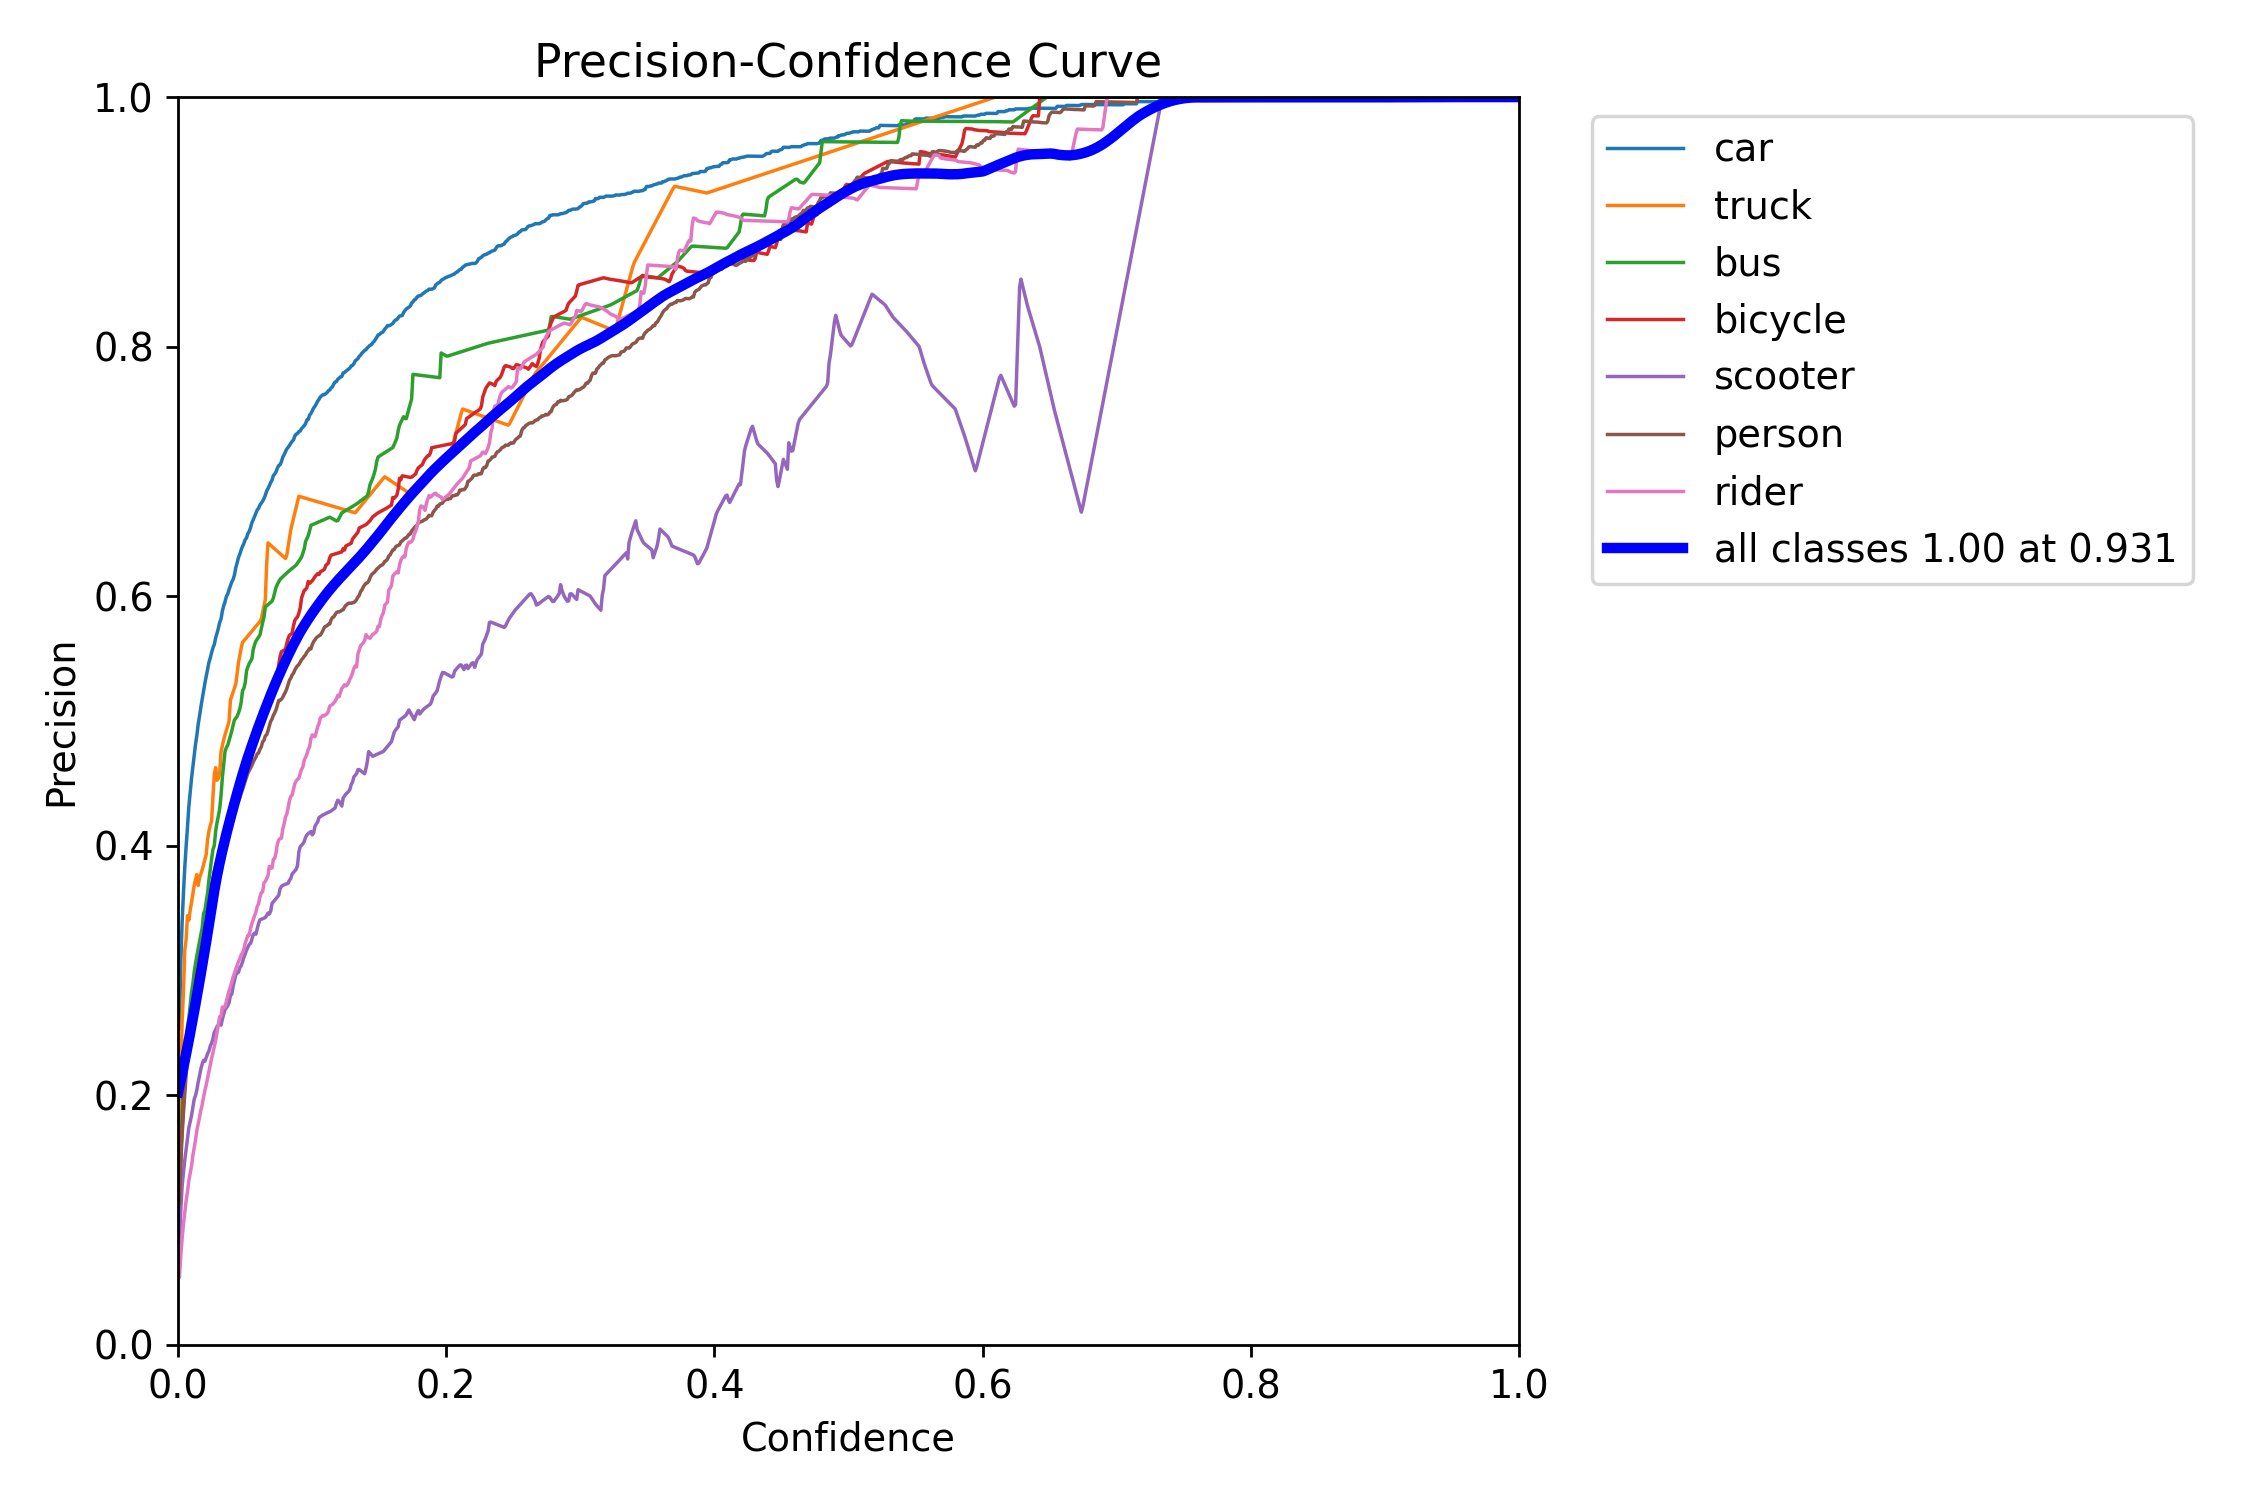 Precision-Confidence Curve
1.0
0.8
0.6
0.4
0.2
0.0
Precision
0.0 0.2 0.4 0.6 0.8 1.0
Confidence
car
truck
bus
bicycle
scooter
person
rider
all classes 1.00 at 0.931